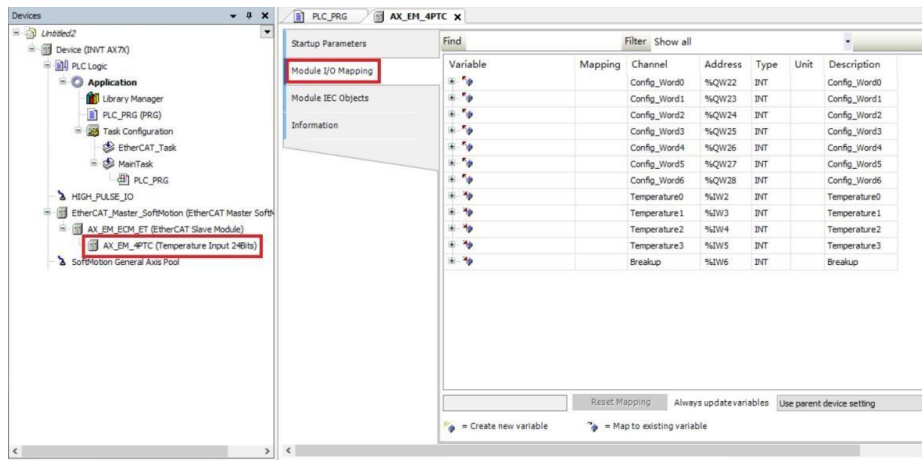 Devices
Untitled2
Device (INVT AX7X)
PLC Logic
Application
Library Manager
PLC_PRG (PRG)
Task Configuration
EtherCAT_Task
MainTask
PLC_PRG
HIGH_PULSE_IO
EtherCAT_Master_SoftMotion (EtherCAT Master SoftM
AX_EM_ECM_ET (EtherCAT Slave Module)
AX_EM_4PTC (Temperature Input 24Bits)
SoftMotion General Axis Pool
PLC_PRG AX_EM_4PTC
Startup Parameters
Module I/O Mapping
Module IEC Objects
Information
Find Filter Show all
Variable Mapping Channel Address Type Unit Description
Config_Word0 %QW22 INT Config_Word0
Config_Word1 %QW23 INT Config_Word1
Config_Word2 %QW24 INT Config_Word2
Config_Word3 %QW25 INT Config_Word3
Config_Word4 %QW26 INT Config_Word4
Config_Word5 %QW27 INT Config_Word5
Config_Word6 %QW28 INT Config_Word6
Temperature0 %IW2 INT Temperature0
Temperature1 %IW3 INT Temperature1
Temperature2 %IW4 INT Temperature2
Temperature3 %IW5 INT Temperature3
Breakup %IW6 INT Breakup
Reset Mapping Always updatevariables Use parent device setting
= Create new variable = Map to existing variable